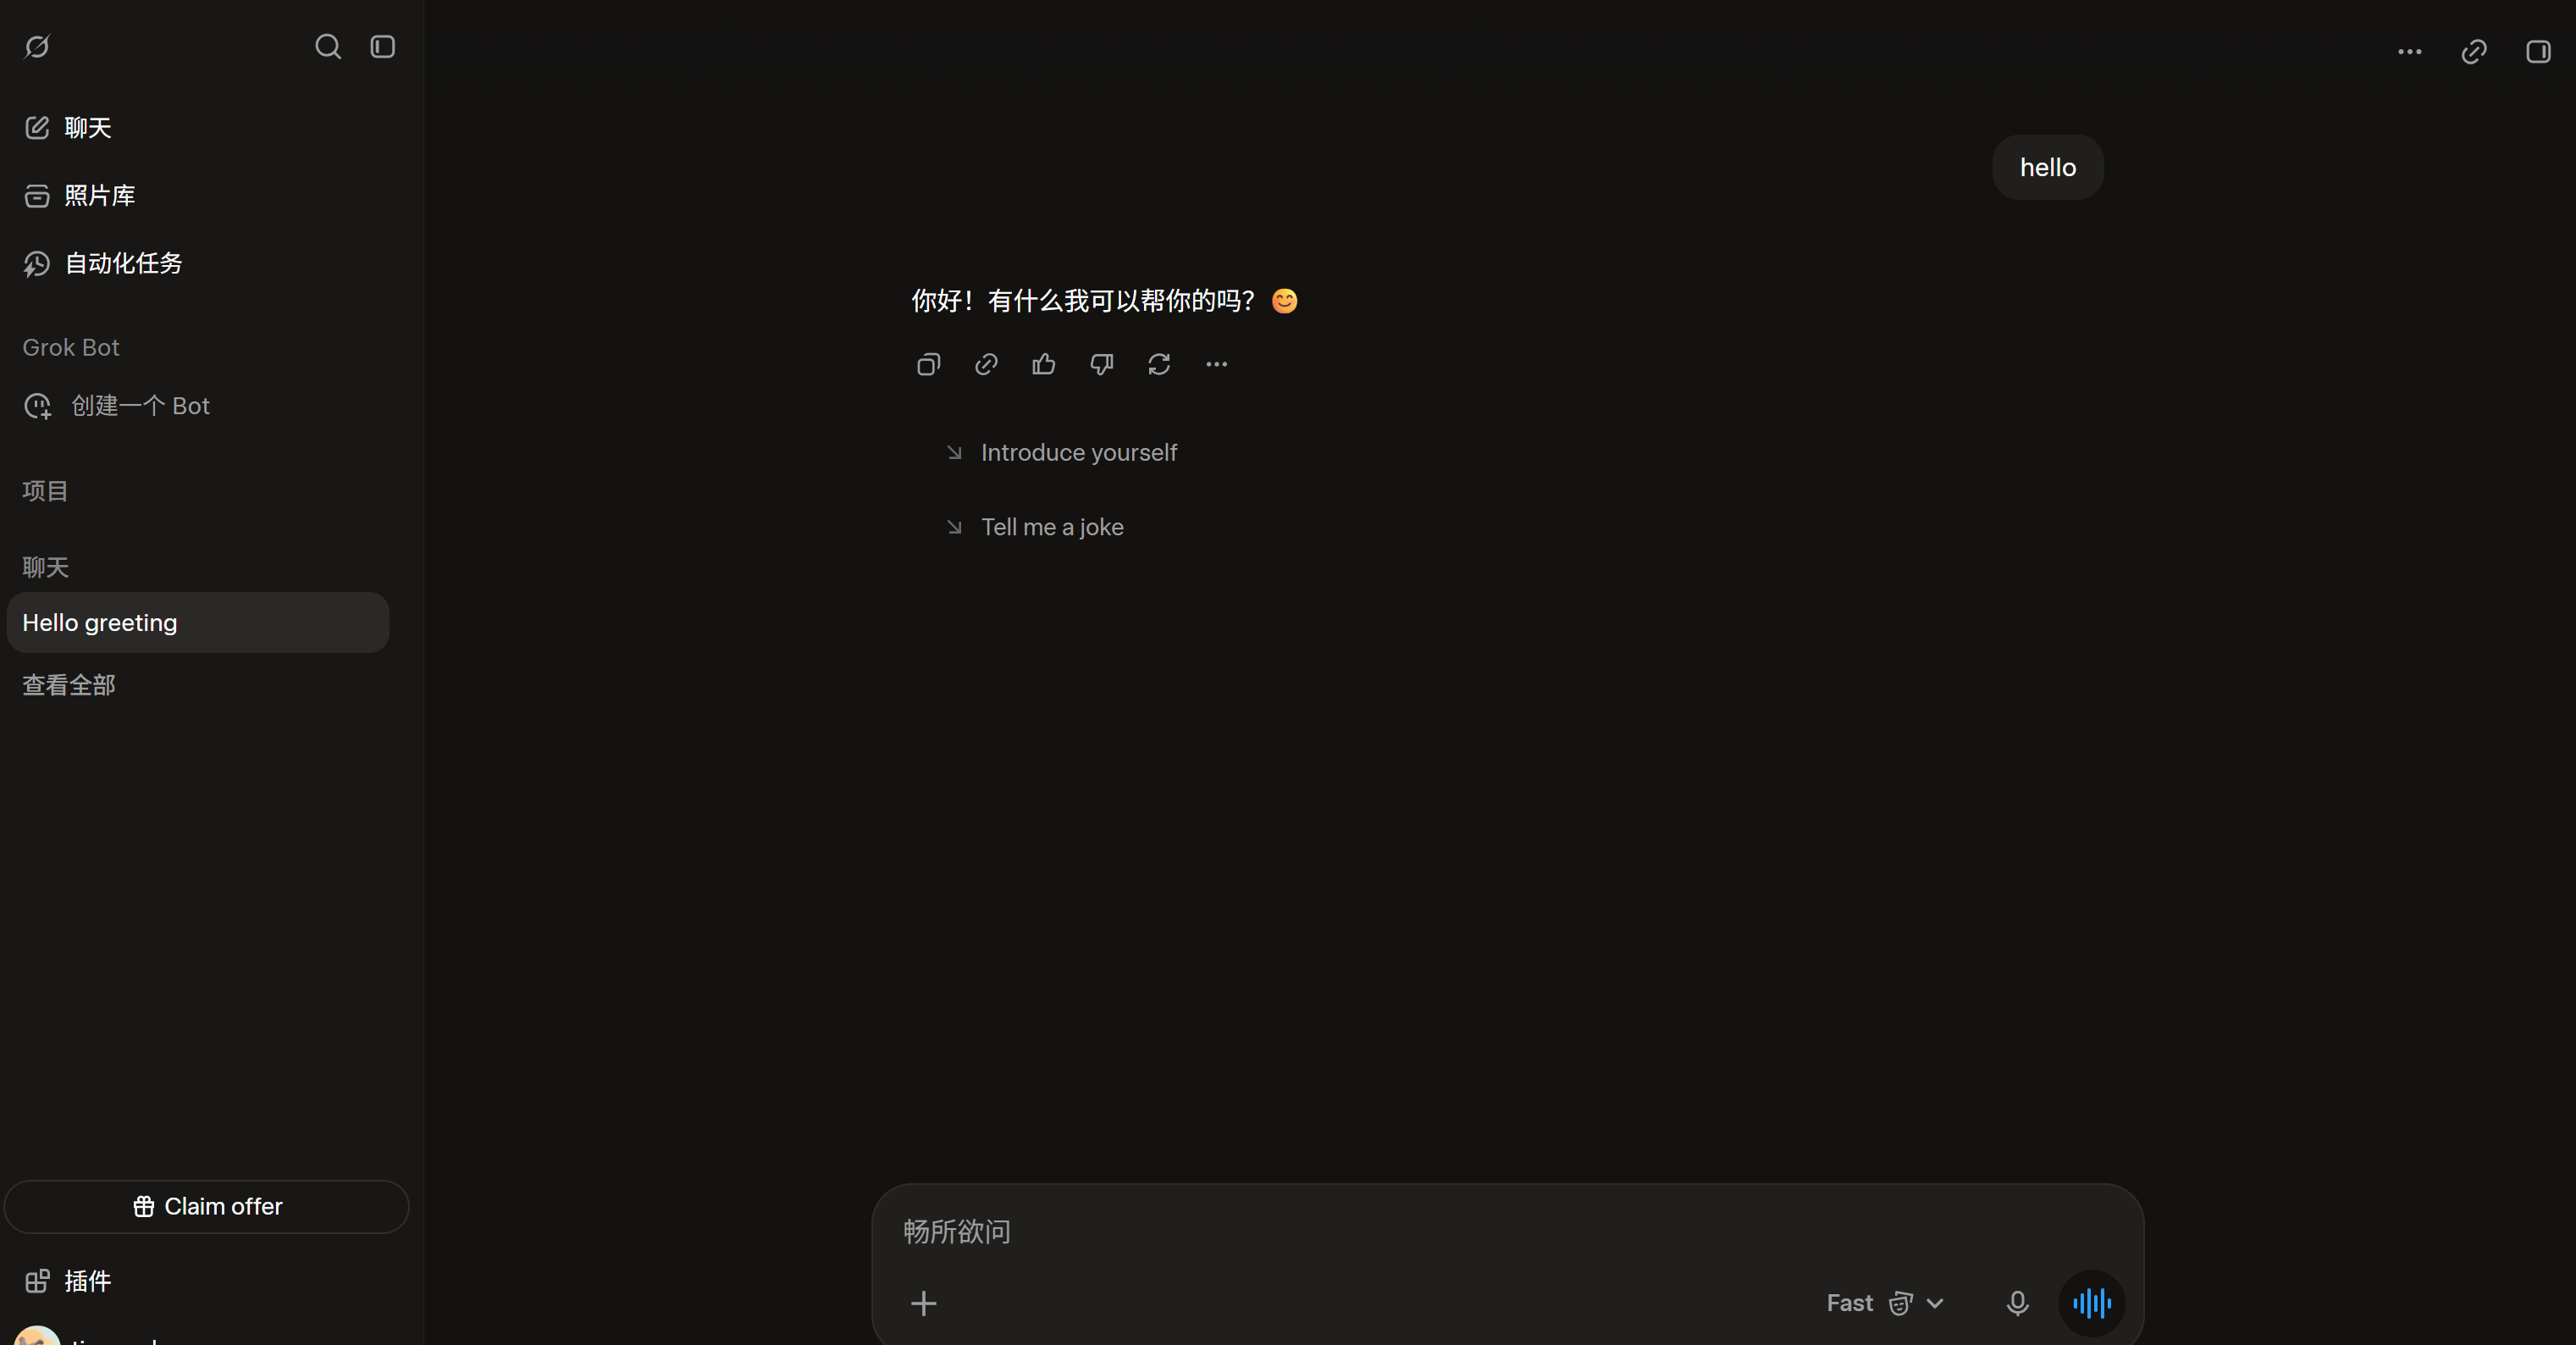 聊天
照片库
自动化任务
Grok Bot
创建一个 Bot
项目
聊天
Hello greeting
查看全部
Claim offer
插件
hello
你好！有什么我可以帮你的吗？ 😊
Introduce yourself
Tell me a joke
畅所欲问
Fast